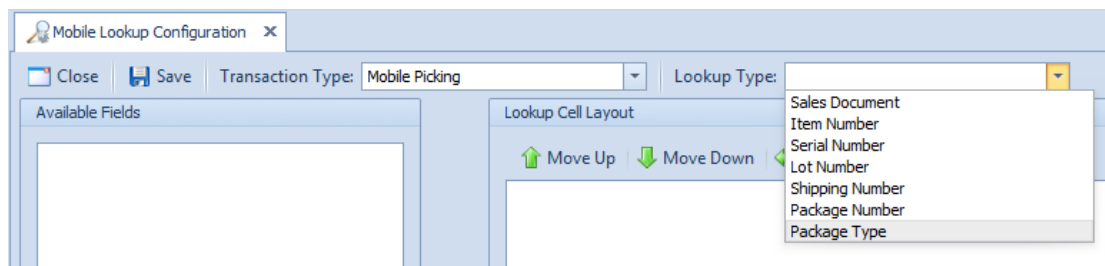 Mobile Lookup Configuration X
Close Save Transaction Type: Mobile Picking Lookup Type:
Available Fields
Lookup Cell Layout
Move Up Move Down
Sales Document
Item Number
Serial Number
Lot Number
Shipping Number
Package Number
Package Type